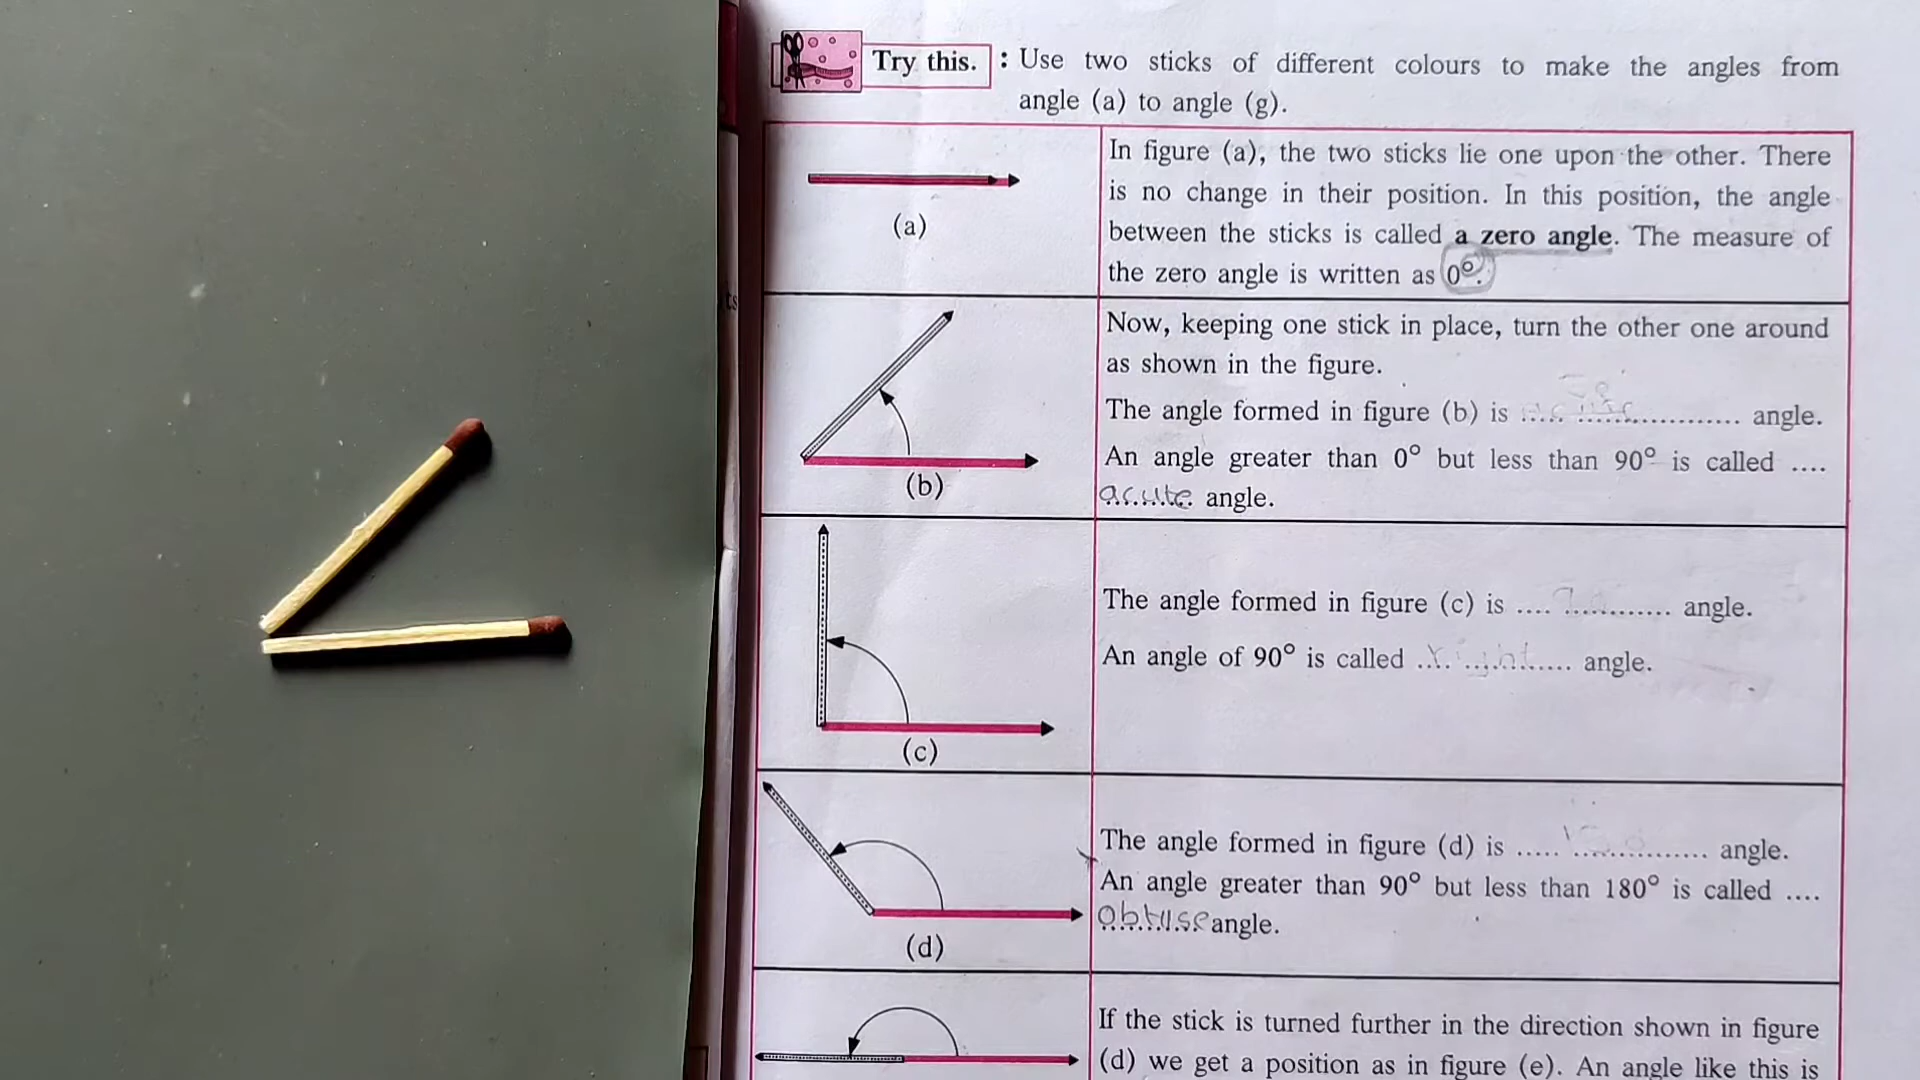 Try this. : Use two sticks of different colours to make the angles from
angle (a) to angle (g).
(a)
In figure (a), the two sticks lie one upon the other. There
is no change in their position. In this position, the angle
between the sticks is called a zero angle. The measure of
the zero angle is written as 0°.
(b)
Now, keeping one stick in place, turn the other one around
as shown in the figure.
The angle formed in figure (b) is .................... angle.
An angle greater than 0° but less than 90° is called ....
acute angle.
(c)
The angle formed in figure (c) is .................... angle.
An angle of 90° is called right angle.
(d)
The angle formed in figure (d) is .................... angle.
An angle greater than 90° but less than 180° is called ....
obtuse angle.
If the stick is turned further in the direction shown in figure
(d) we get a position as in figure (e). An angle like this is